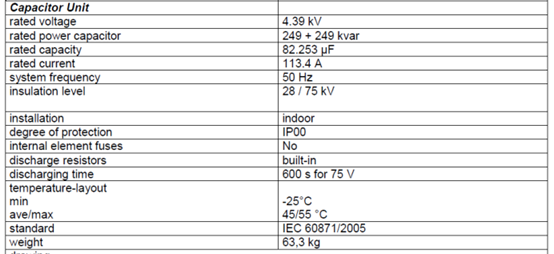 Capacitor Unit
rated voltage 4.39 kV
rated power capacitor 249 + 249 kvar
rated capacity 82.253 µF
rated current 113.4 A
system frequency 50 Hz
insulation level 28 / 75 kV
installation indoor
degree of protection IP00
internal element fuses No
discharge resistors built-in
discharging time 600 s for 75 V
temperature-layout
min -25°C
ave/max 45/55 °C
standard IEC 60871/2005
weight 63,3 kg